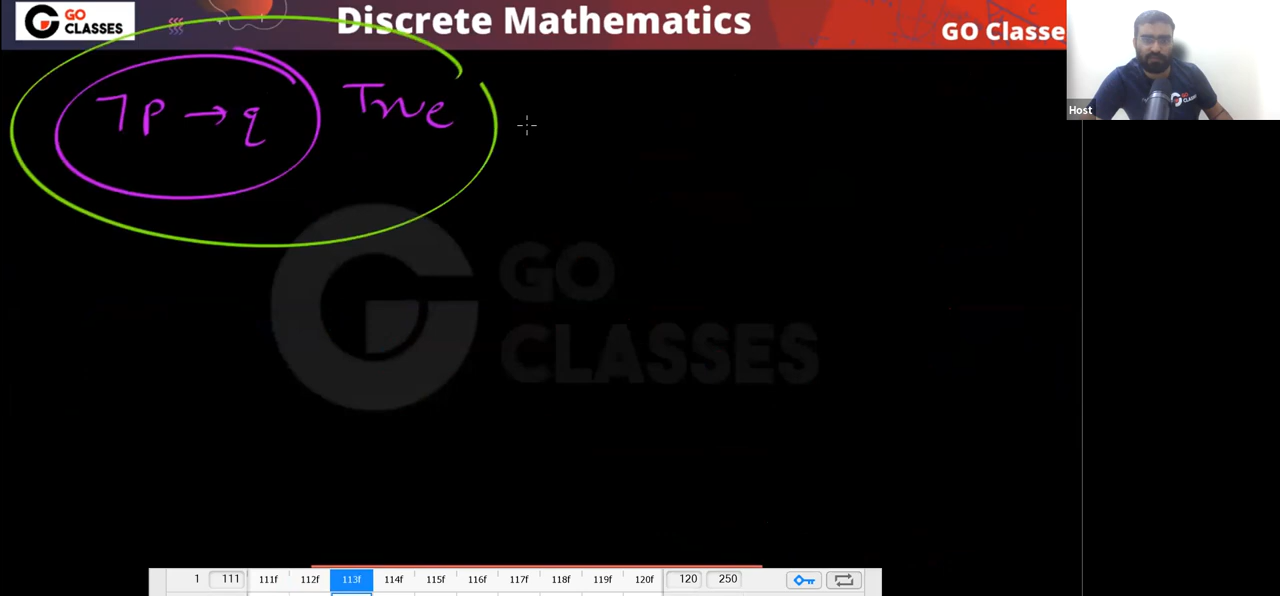 GO CLASSES
Discrete Mathematics
GO Classe
¬P → q True
Host
GO
CLASSES
1 111 111f 112f 113f 114f 115f 116f 117f 118f 119f 120f 120 250